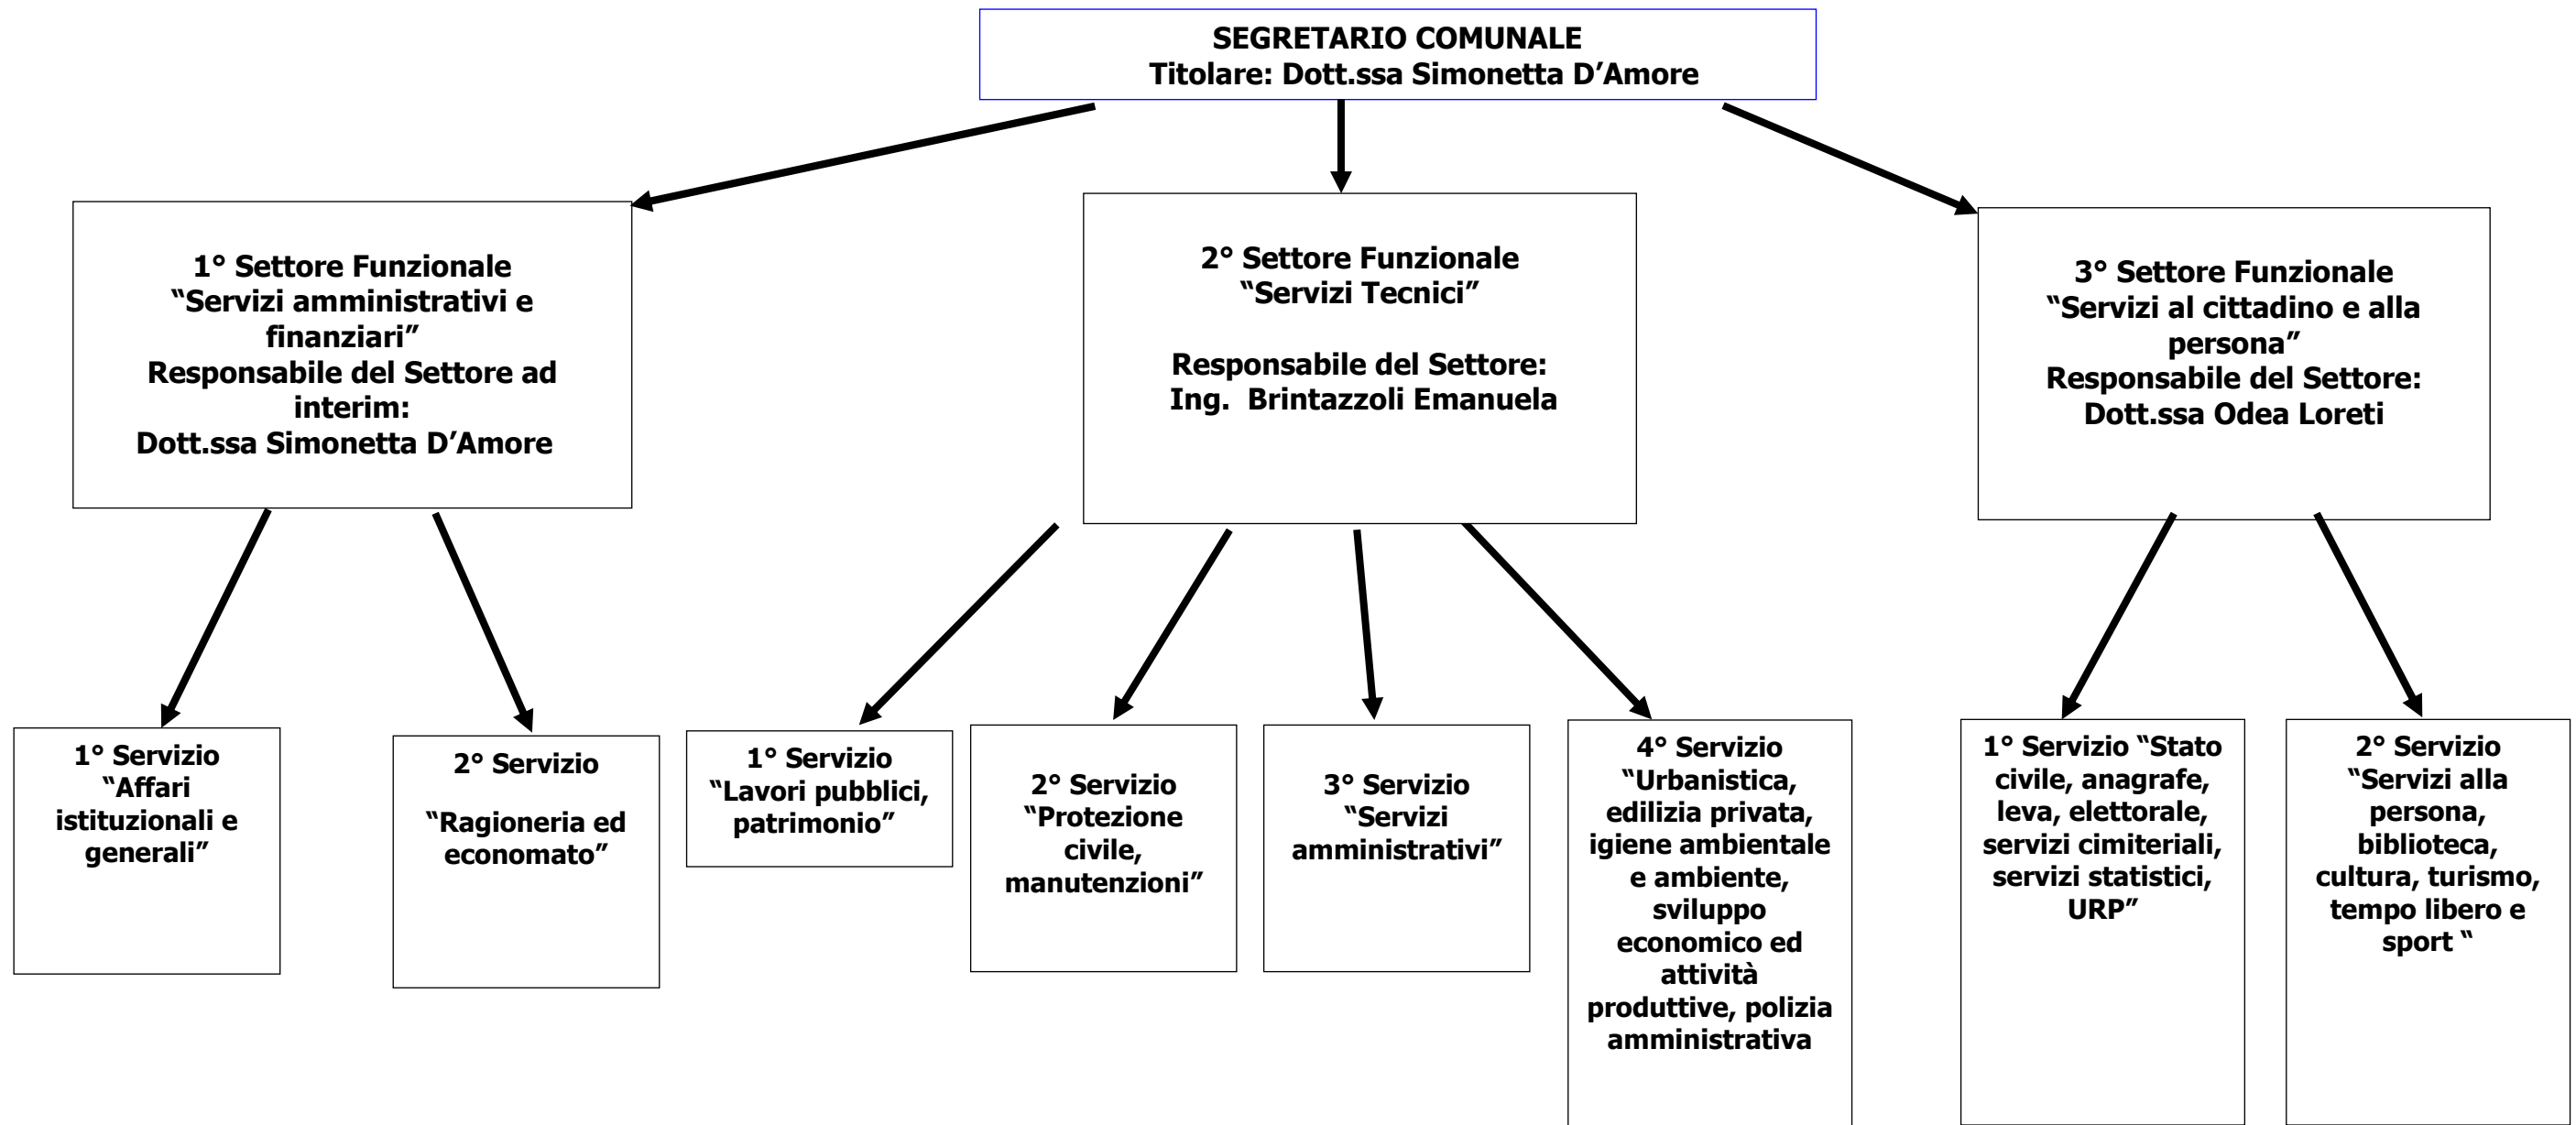 SEGRETARIO COMUNALE
Titolare: Dott.ssa Simonetta D’Amore
1° Settore Funzionale
“Servizi amministrativi e
finanziari”
Responsabile del Settore ad
interim:
Dott.ssa Simonetta D’Amore
2° Settore Funzionale
“Servizi Tecnici”
Responsabile del Settore:
Ing. Brintazzoli Emanuela
3° Settore Funzionale
“Servizi al cittadino e alla
persona”
Responsabile del Settore:
Dott.ssa Odea Loreti
1° Servizio
“Affari
istituzionali e
generali”
2° Servizio
“Ragioneria ed
economato”
1° Servizio
“Lavori pubblici,
patrimonio”
2° Servizio
“Protezione
civile,
manutenzioni”
3° Servizio
“Servizi
amministrativi”
4° Servizio
“Urbanistica,
edilizia privata,
igiene ambientale
e ambiente,
sviluppo
economico ed
attività
produttive, polizia
amministrativa
1° Servizio “Stato
civile, anagrafe,
leva, elettorale,
servizi cimiteriali,
servizi statistici,
URP”
2° Servizio
“Servizi alla
persona,
biblioteca,
cultura, turismo,
tempo libero e
sport “